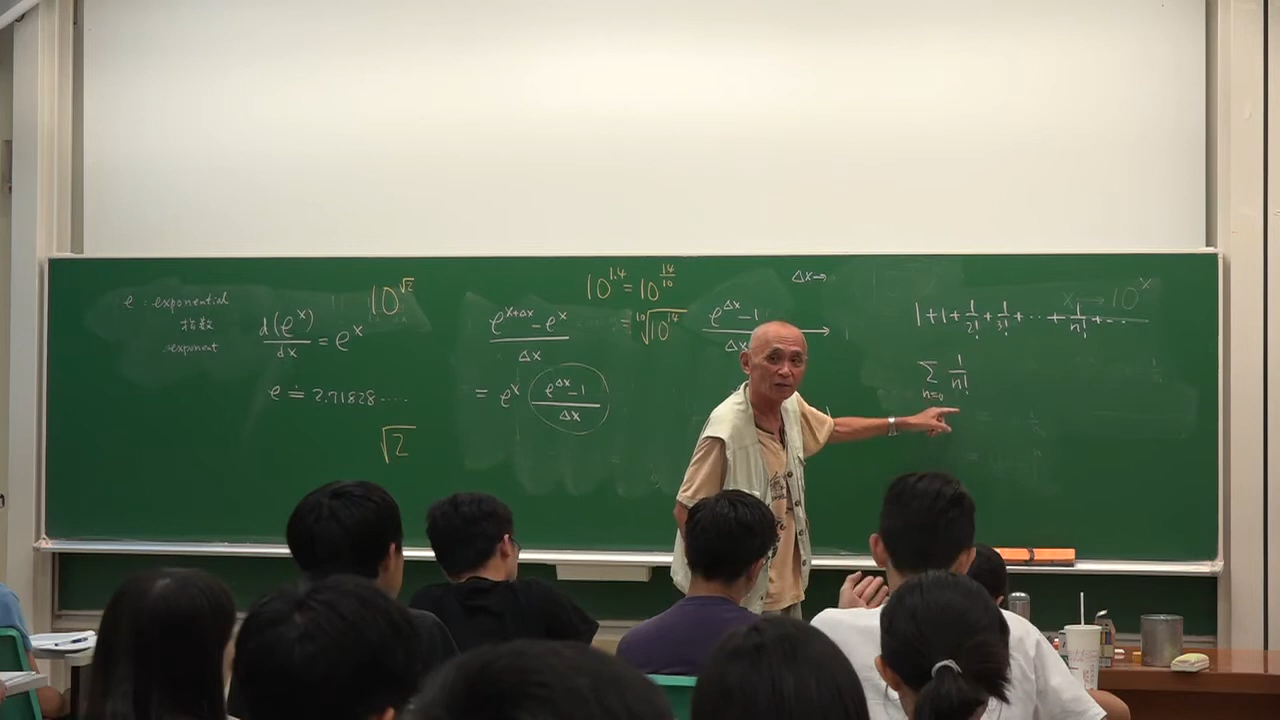 e : exponential
指数
exponent
d(e^x)/dx = e^x
10^√2
e ≐ 2.71828....
√2
(e^(x+Δx) - e^x)/Δx
= e^x (e^Δx - 1)/Δx
10^1.4 = 10^(14/10)
= ¹⁰√(10^14)
Δx→
(e^Δx - 1)/Δx → 1
x → 10^x
1+1+1/2!+1/3!+...+1/n!+...
∑ n=0 1/n!